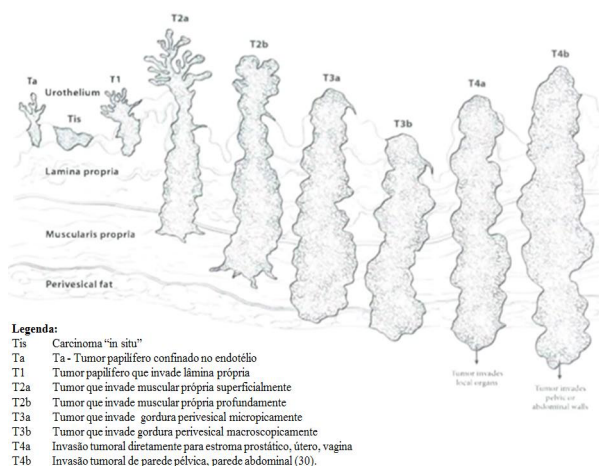 T2a
T4b
T2b
Ta
T1
T3a
T4a
Urothelium
Tis
T3b
Lamina propria
Muscularis propria
Perivesical fat
Tumor invades
local organs
Tumor invades
pelvic or
abdominal walls
Legenda:
Tis Carcinoma “in situ”
Ta Ta - Tumor papilífero confinado no endotélio
T1 Tumor papilífero que invade lâmina própria
T2a Tumor que invade muscular própria superficialmente
T2b Tumor que invade muscular própria profundamente
T3a Tumor que invade gordura perivesical micropicamente
T3b Tumor que invade gordura perivesical macroscopicamente
T4a Invasão tumoral diretamente para estroma prostático, útero, vagina
T4b Invasão tumoral de parede pélvica, parede abdominal (30).